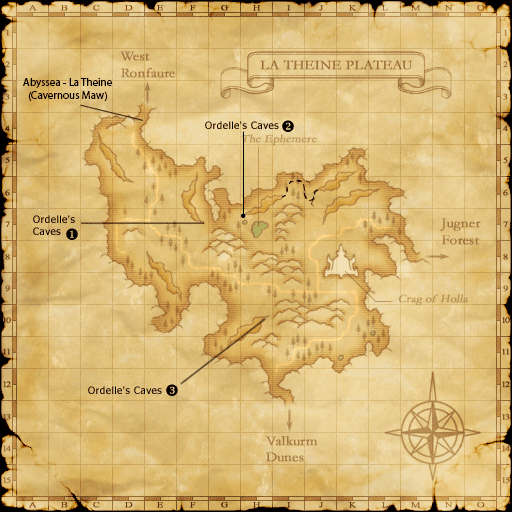 A B C D E F G H I J K L M N O
West
Ronfaure
LA THEINE PLATEAU
Abyssea - La Theine
(Cavernous Maw)
Ordelle's Caves 2
The Ephemere
Ordelle's
Caves 1
Jugner
Forest
Crag of Holla
Ordelle's Caves 3
Valkurm
Dunes
1
2
3
4
5
6
7
8
9
10
11
12
13
14
15
A B C D E F G H I J K L M N O